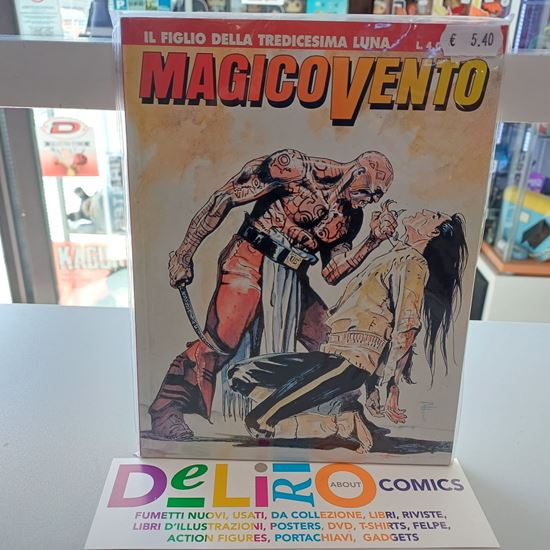 IL FIGLIO DELLA TREDICESIMA LUNA
€ 5.40
MAGICO VENTO
DeLiRiO
ABOUT
COMICS
FUMETTI NUOVI, USATI, DA COLLEZIONE, LIBRI, RIVISTE,
LIBRI D'ILLUSTRAZIONI, POSTERS, DVD, T-SHIRTS, FELPE,
ACTION FIGURES, PORTACHIAVI, GADGETS